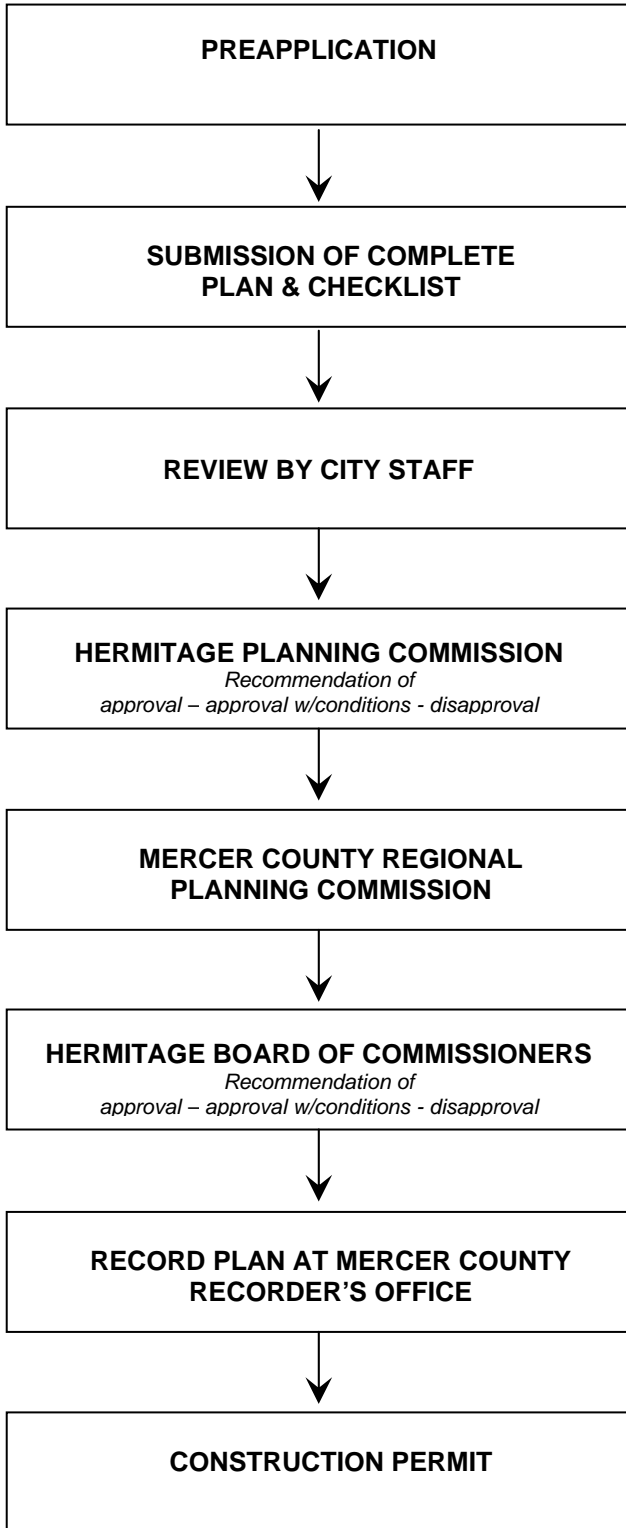 PREAPPLICATION
SUBMISSION OF COMPLETE
PLAN & CHECKLIST
REVIEW BY CITY STAFF
HERMITAGE PLANNING COMMISSION
Recommendation of
approval – approval w/conditions - disapproval
MERCER COUNTY REGIONAL
PLANNING COMMISSION
HERMITAGE BOARD OF COMMISSIONERS
Recommendation of
approval – approval w/conditions - disapproval
RECORD PLAN AT MERCER COUNTY
RECORDER'S OFFICE
CONSTRUCTION PERMIT